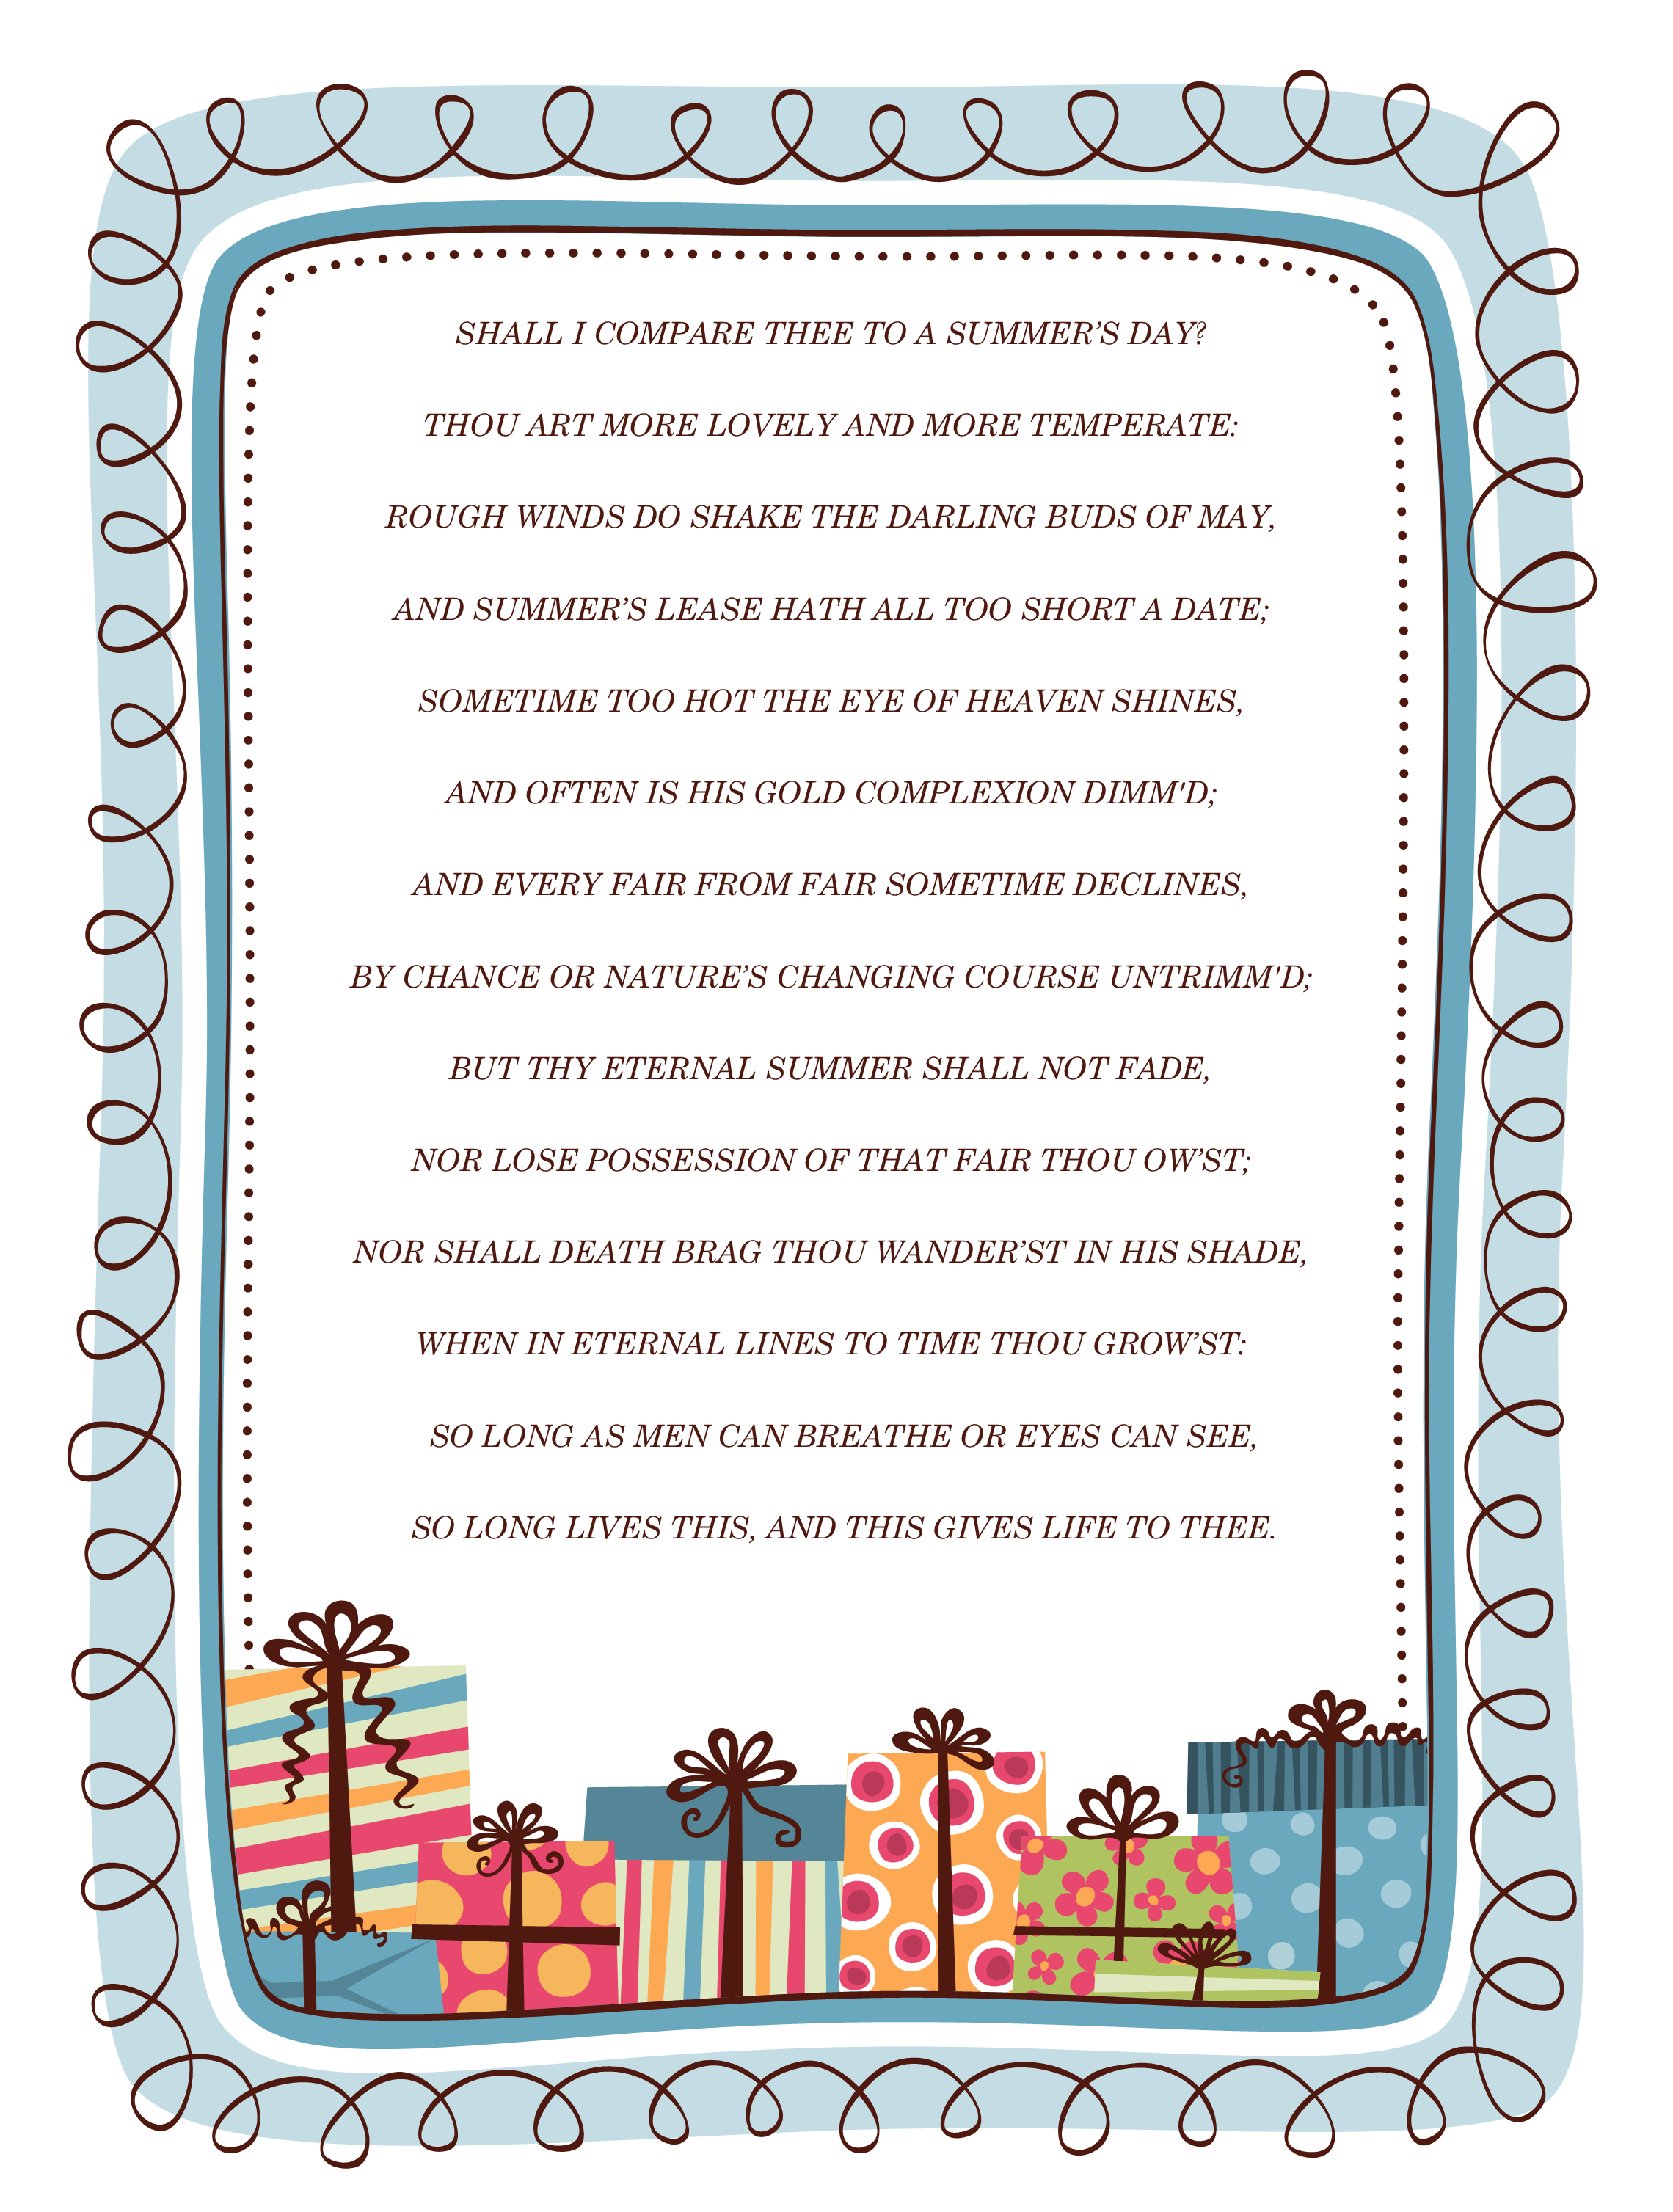 SHALL I COMPARE THEE TO A SUMMER’S DAY?
THOU ART MORE LOVELY AND MORE TEMPERATE:
ROUGH WINDS DO SHAKE THE DARLING BUDS OF MAY,
AND SUMMER’S LEASE HATH ALL TOO SHORT A DATE;
SOMETIME TOO HOT THE EYE OF HEAVEN SHINES,
AND OFTEN IS HIS GOLD COMPLEXION DIMM'D;
AND EVERY FAIR FROM FAIR SOMETIME DECLINES,
BY CHANCE OR NATURE’S CHANGING COURSE UNTRIMM'D;
BUT THY ETERNAL SUMMER SHALL NOT FADE,
NOR LOSE POSSESSION OF THAT FAIR THOU OW’ST;
NOR SHALL DEATH BRAG THOU WANDER’ST IN HIS SHADE,
WHEN IN ETERNAL LINES TO TIME THOU GROW’ST:
SO LONG AS MEN CAN BREATHE OR EYES CAN SEE,
SO LONG LIVES THIS, AND THIS GIVES LIFE TO THEE.